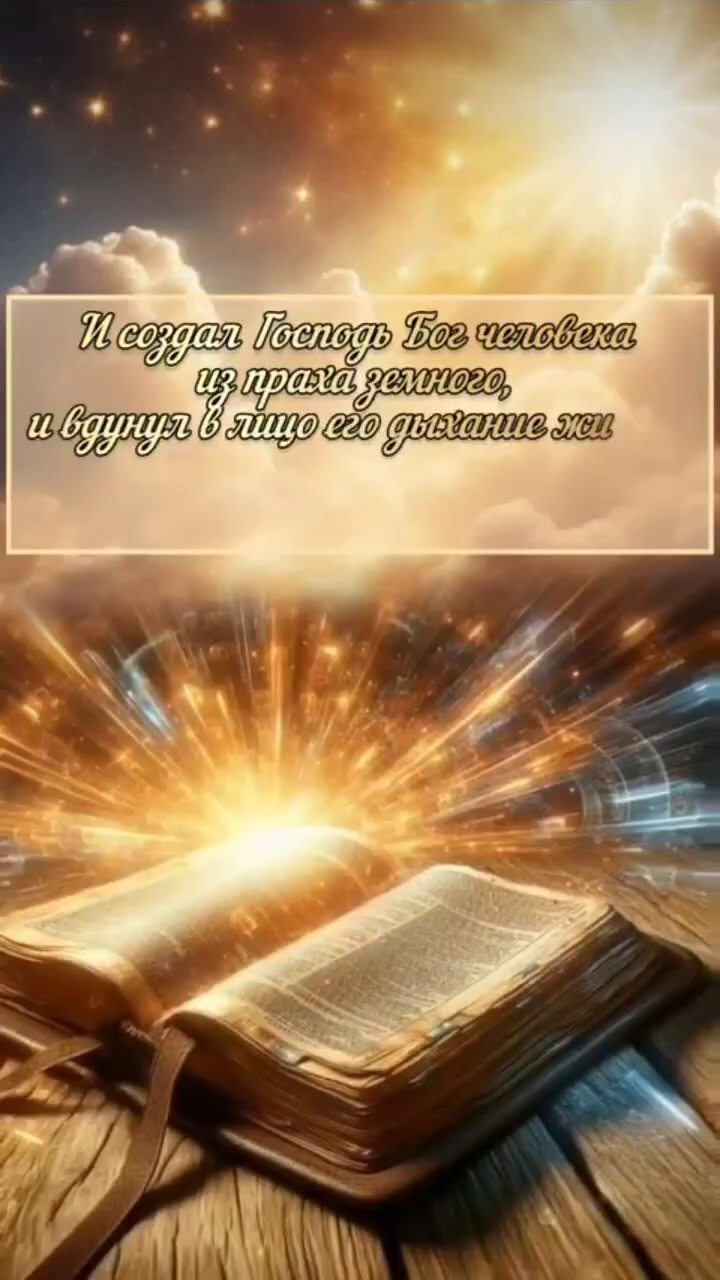 И создал Господь Бог человека
из праха земного,
и вдунул в лицо его дыхание жи